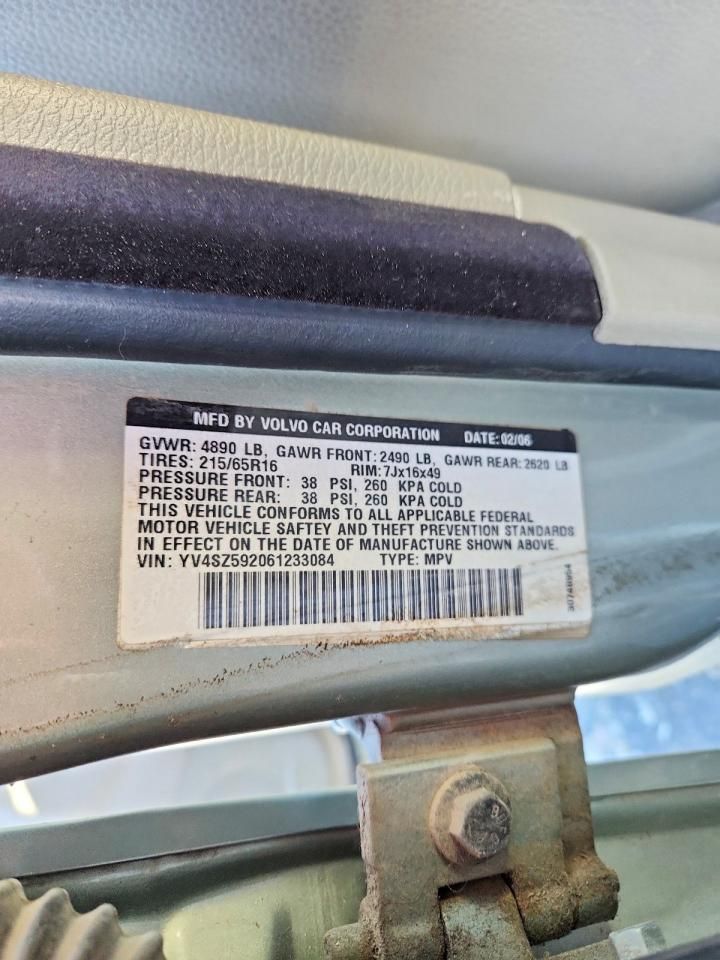 MFD BY VOLVO CAR CORPORATION DATE: 02/06
GVWR: 4890 LB, GAWR FRONT: 2490 LB, GAWR REAR: 2620 LB
TIRES: 215/65R16 RIM: 7Jx16x49
PRESSURE FRONT: 38 PSI, 260 KPA COLD
PRESSURE REAR: 38 PSI, 260 KPA COLD
THIS VEHICLE CONFORMS TO ALL APPLICABLE FEDERAL
MOTOR VEHICLE SAFTEY AND THEFT PREVENTION STANDARDS
IN EFFECT ON THE DATE OF MANUFACTURE SHOWN ABOVE.
VIN: YV4SZ592061233084 TYPE: MPV
30746954